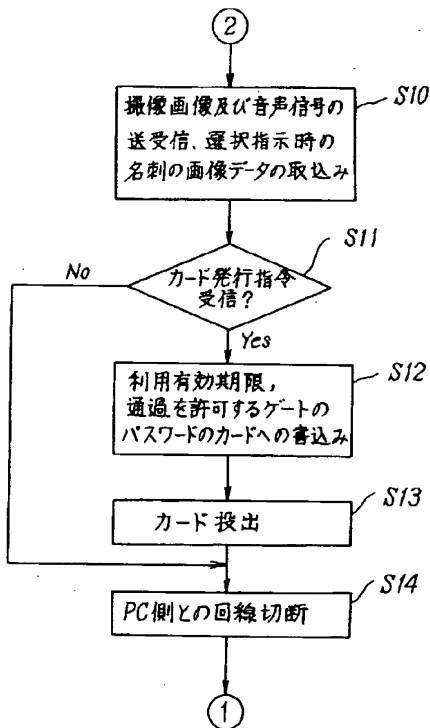 ②
撮像画像及び音声信号の
送受信、選択指示時の
名刺の画像データの取込み
S10
カード発行指令
受信?
S11
No
Yes
利用有効期限,
通過を許可するゲートの
パスワードのカードへの書込み
S12
カード投出
S13
PC側との回線切断
S14
①